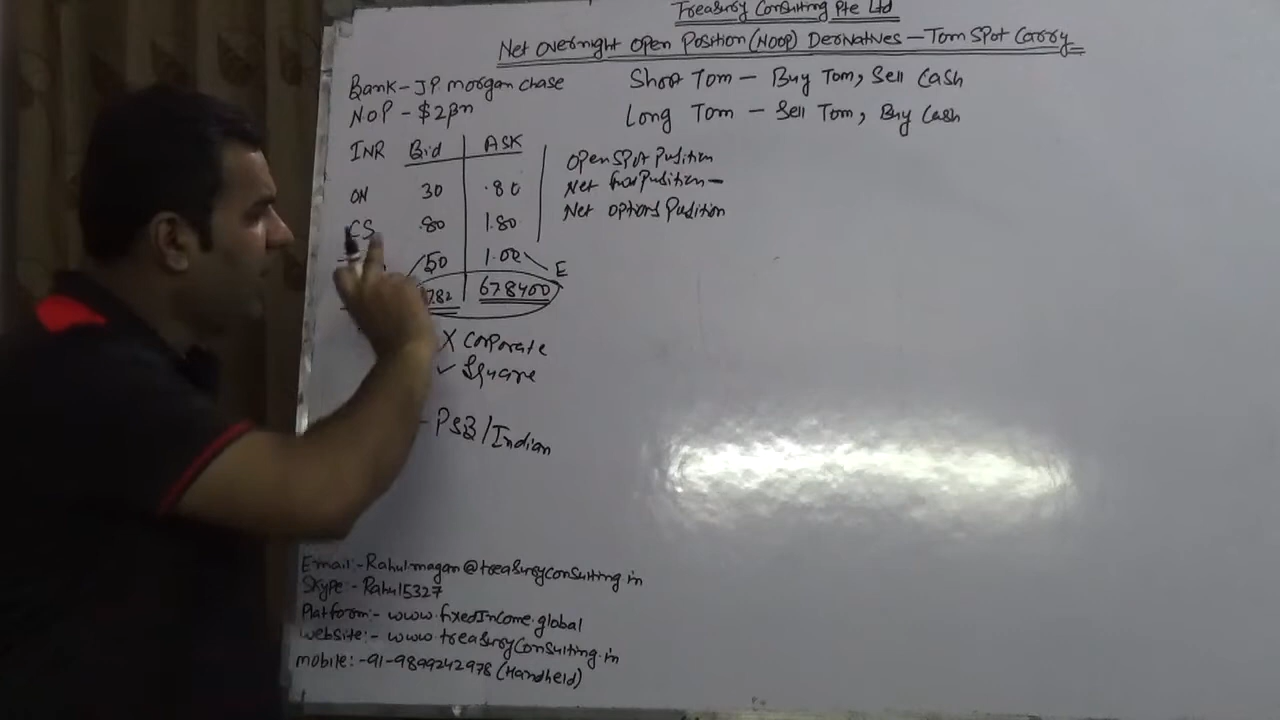 Treasury Consulting Pte Ltd
Net Overnight Open Position (NOOP) Derivatives - Tom Spot Carry
Bank - J.P. Morgan Chase
NOP - $2Bn
Short Tom - Buy Tom, Sell Cash
Long Tom - Sell Tom, Buy Cash
INR Bid ASK
ON 30 .80
CS .80 1.80
50 1.00 E
782 678400
Open Spot Position
Net Position -
Net Options Position
X Corporate
✓ Square
- PSB/Indian
Email:- Rahul.magan@treasuryconsulting.in
Skype:- Rahul5327
Platform:- www.fixedIncome.global
website:- www.treasuryconsulting.in
mobile:- 91-9899242978 (Handheld)